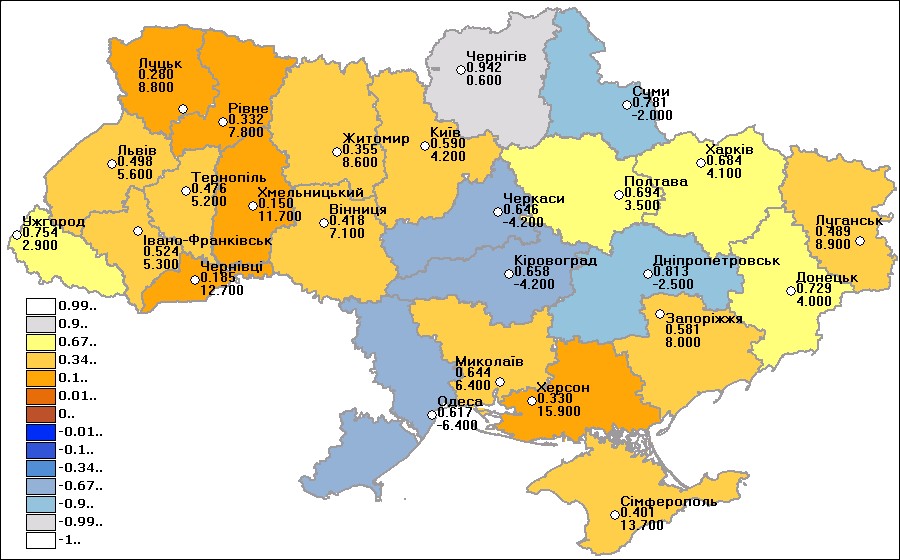 Луцьк
0.280
8.800
Рівне
0.332
7.800
Житомир
0.355
8.600
Київ
0.590
4.200
Чернігів
0.942
0.600
Суми
0.781
-2.000
Львів
0.498
5.600
Тернопіль
0.476
5.200
Хмельницький
0.150
11.700
Вінниця
0.418
7.100
Черкаси
0.646
-4.200
Полтава
0.694
3.500
Харків
0.684
4.100
Луганськ
0.489
8.900
Ужгород
0.754
2.900
Івано-Франківськ
0.524
5.300
Чернівці
0.185
12.700
Кіровоград
0.658
-4.200
Дніпропетровськ
0.813
-2.500
Донецьк
0.729
4.000
Запоріжжя
0.581
8.000
Миколаїв
0.644
6.400
Херсон
0.330
15.900
Одеса
0.617
-6.400
Сімферополь
0.401
13.700
0.99..
0.9..
0.67..
0.34..
0.1..
0.01..
0..
-0.01..
-0.1..
-0.34..
-0.67..
-0.9..
-0.99..
-1..